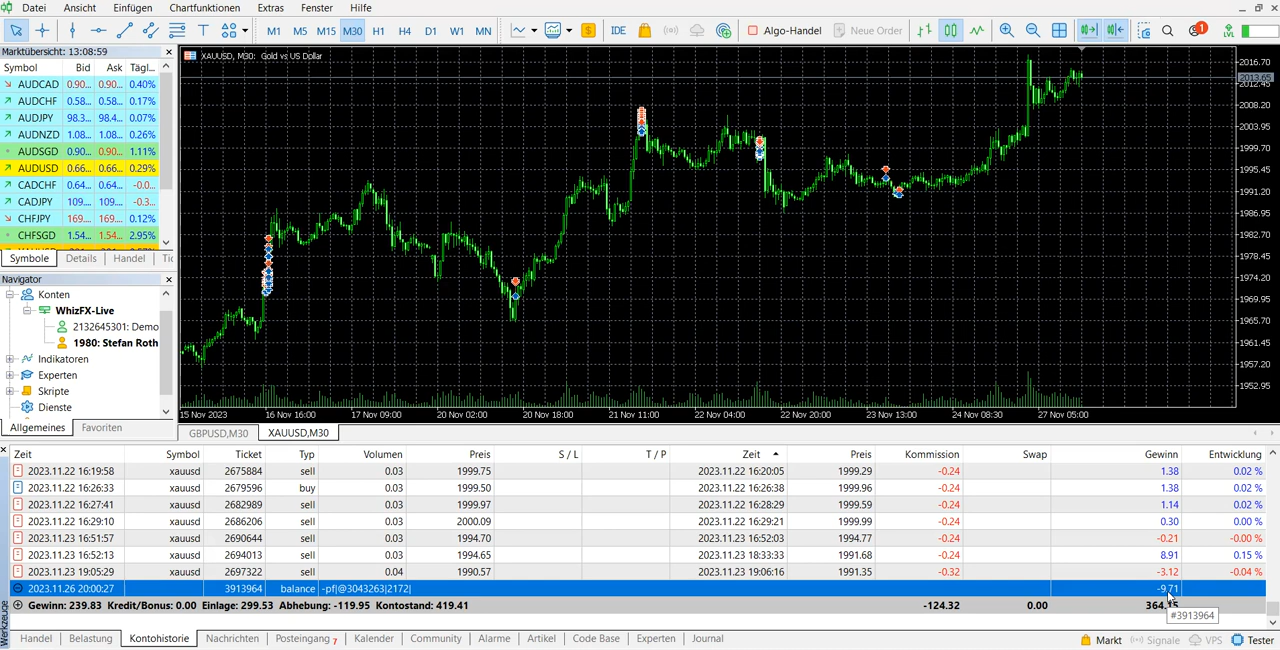 Datei Ansicht Einfügen Chartfunktionen Extras Fenster Hilfe
M1 M5 M15 M30 H1 H4 D1 W1 MN IDE Algo-Handel Neue Order 1 LVL
Marktübersicht: 13:08:59
Symbol Bid Ask Tägl...
AUDCAD 0.90... 0.90... 0.40%
AUDCHF 0.58... 0.58... 0.17%
AUDJPY 98.3... 98.4... 0.07%
AUDNZD 1.08... 1.08... 0.26%
AUDSGD 0.90... 0.90... 1.11%
AUDUSD 0.66... 0.66... 0.29%
CADCHF 0.64... 0.64... -0.0...
CADJPY 109.... 109.... -0.3...
CHFJPY 169.... 169.... 0.12%
CHFSGD 1.54... 1.54... 2.95%
Symbole Details Handel Tic
Navigator
Konten
WhizFX-Live
2132645301: Demo
1980: Stefan Roth
Indikatoren
Experten
Skripte
Dienste
Allgemeines Favoriten
XAUUSD, M30: Gold vs US Dollar
2016.70
2013.65
2012.45
2008.20
2003.95
1999.70
1995.45
1991.20
1986.95
1982.70
1978.45
1974.20
1969.95
1965.70
1961.45
1957.20
1952.95
15 Nov 2023 16 Nov 16:00 17 Nov 09:00 20 Nov 02:00 20 Nov 18:00 21 Nov 11:00 22 Nov 04:00 22 Nov 20:00 23 Nov 13:00 24 Nov 08:30 27 Nov 05:00
GBPUSD,M30 XAUUSD,M30
Zeit Symbol Ticket Typ Volumen Preis S / L T / P Zeit Preis Kommission Swap Gewinn Entwicklung
2023.11.22 16:19:58 xauusd 2675884 sell 0.03 1999.75 2023.11.22 16:20:05 1999.29 -0.24 1.38 0.02 %
2023.11.22 16:26:33 xauusd 2679596 buy 0.03 1999.50 2023.11.22 16:26:38 1999.96 -0.24 1.38 0.02 %
2023.11.22 16:27:41 xauusd 2682989 sell 0.03 1999.97 2023.11.22 16:28:29 1999.59 -0.24 1.14 0.02 %
2023.11.22 16:29:10 xauusd 2686206 sell 0.03 2000.09 2023.11.22 16:29:21 1999.99 -0.24 0.30 0.00 %
2023.11.23 16:51:57 xauusd 2690644 sell 0.03 1994.70 2023.11.23 16:52:03 1994.77 -0.24 -0.21 -0.00 %
2023.11.23 16:52:13 xauusd 2694013 sell 0.03 1994.65 2023.11.23 18:33:33 1991.68 -0.24 8.91 0.15 %
2023.11.23 19:05:29 xauusd 2697322 sell 0.04 1990.57 2023.11.23 19:06:16 1991.35 -0.32 -3.12 -0.04 %
2023.11.26 20:00:27 3913964 balance -pf|@3043263|2172| -9.71
Gewinn: 239.83 Kredit/Bonus: 0.00 Einlage: 299.53 Abhebung: -119.95 Kontostand: 419.41 -124.32 0.00 364.15
#3913964
Werkzeuge
Handel Belastung Kontohistorie Nachrichten Posteingang 7 Kalender Community Alarme Artikel Code Base Experten Journal Markt Signale VPS Tester